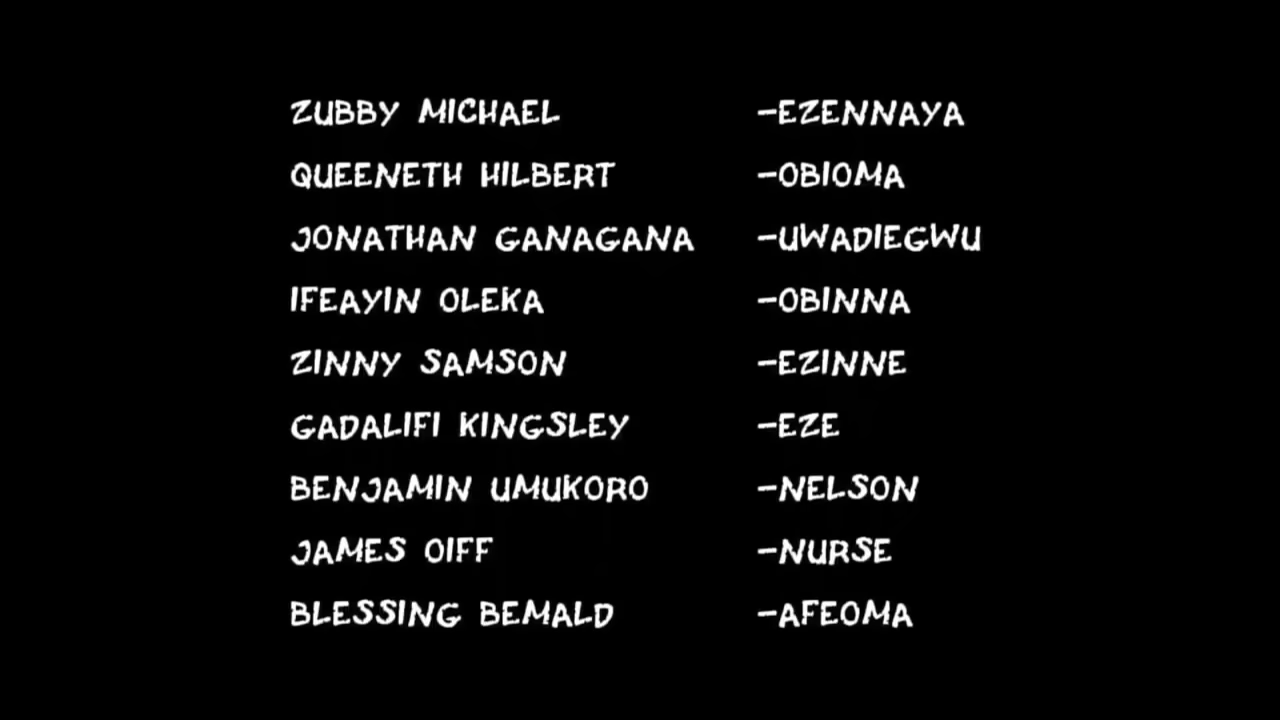 ZUBBY MICHAEL -EZENNAYA
QUEENETH HILBERT -OBIOMA
JONATHAN GANAGANA -UWADIEGWU
IFEAYIN OLEKA -OBINNA
ZINNY SAMSON -EZINNE
GADALIFI KINGSLEY -EZE
BENJAMIN UMUKORO -NELSON
JAMES OIFF -NURSE
BLESSING BEMALD -AFEOMA